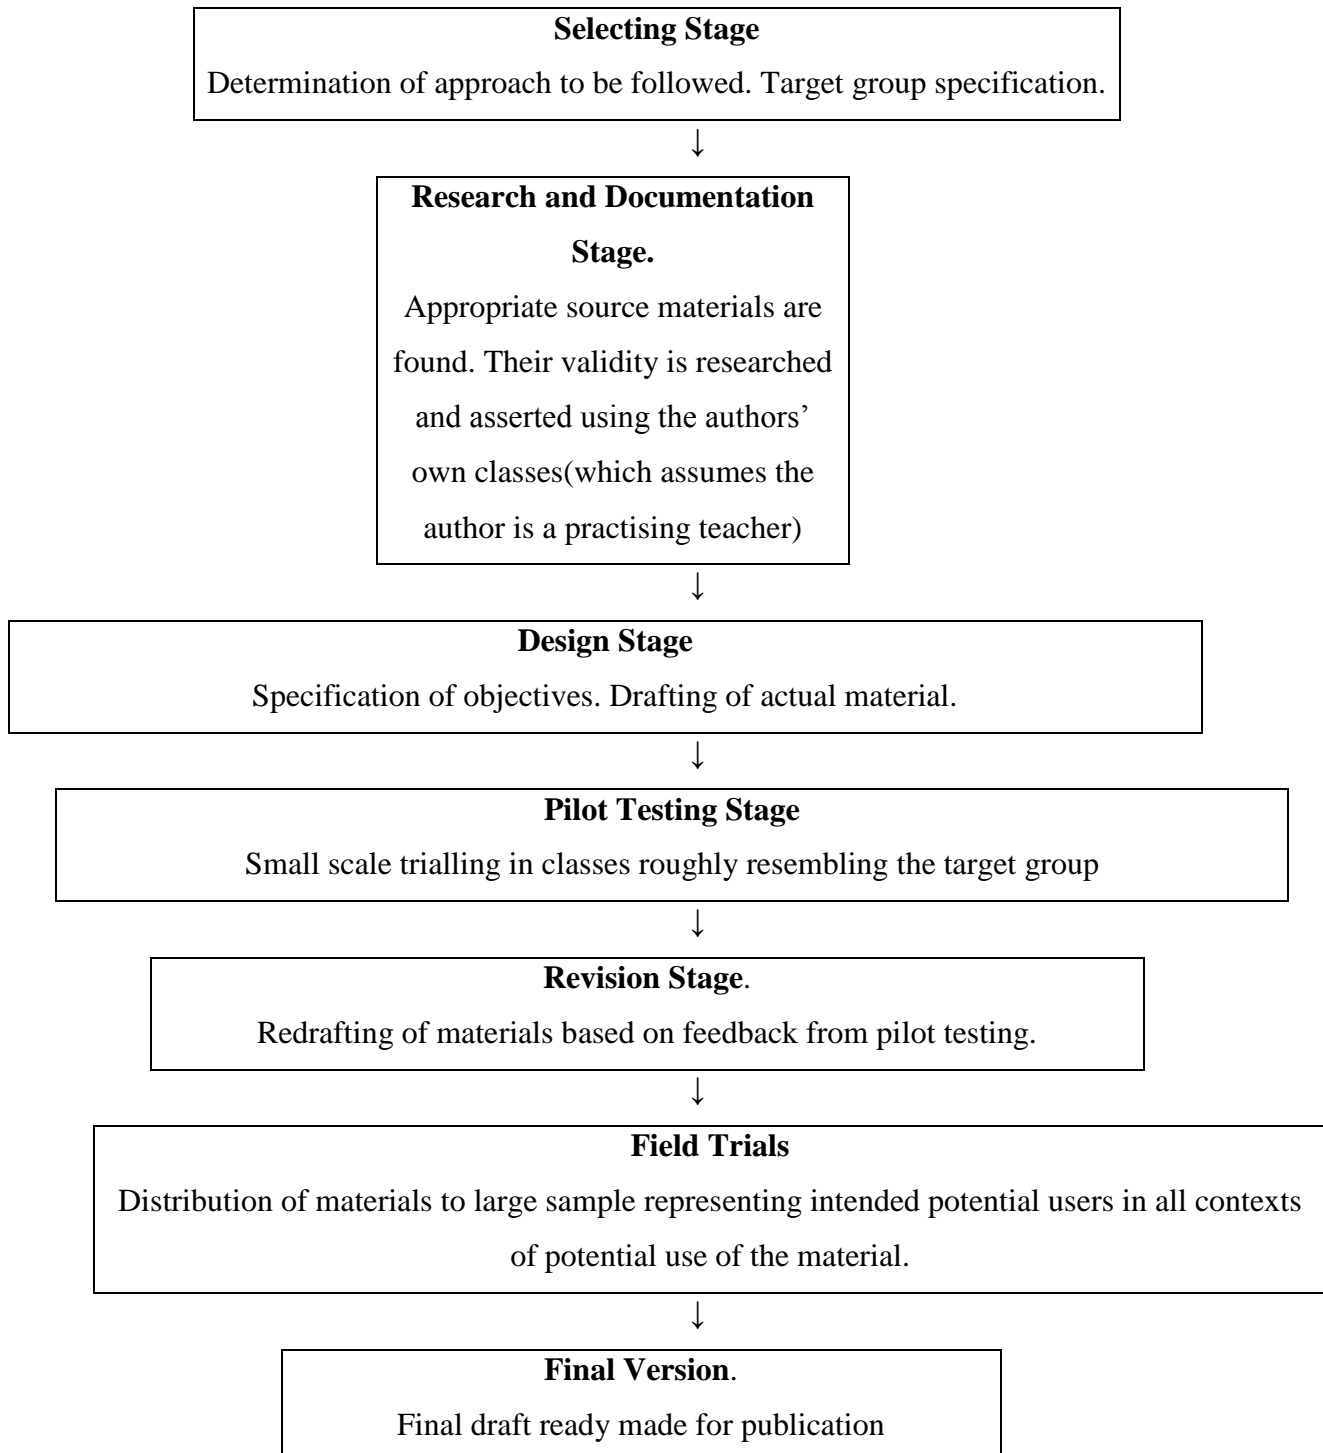 Selecting Stage
Determination of approach to be followed. Target group specification.
↓
Research and Documentation
Stage.
Appropriate source materials are
found. Their validity is researched
and asserted using the authors’
own classes(which assumes the
author is a practising teacher)
↓
Design Stage
Specification of objectives. Drafting of actual material.
↓
Pilot Testing Stage
Small scale trialling in classes roughly resembling the target group
↓
Revision Stage.
Redrafting of materials based on feedback from pilot testing.
↓
Field Trials
Distribution of materials to large sample representing intended potential users in all contexts
of potential use of the material.
↓
Final Version.
Final draft ready made for publication